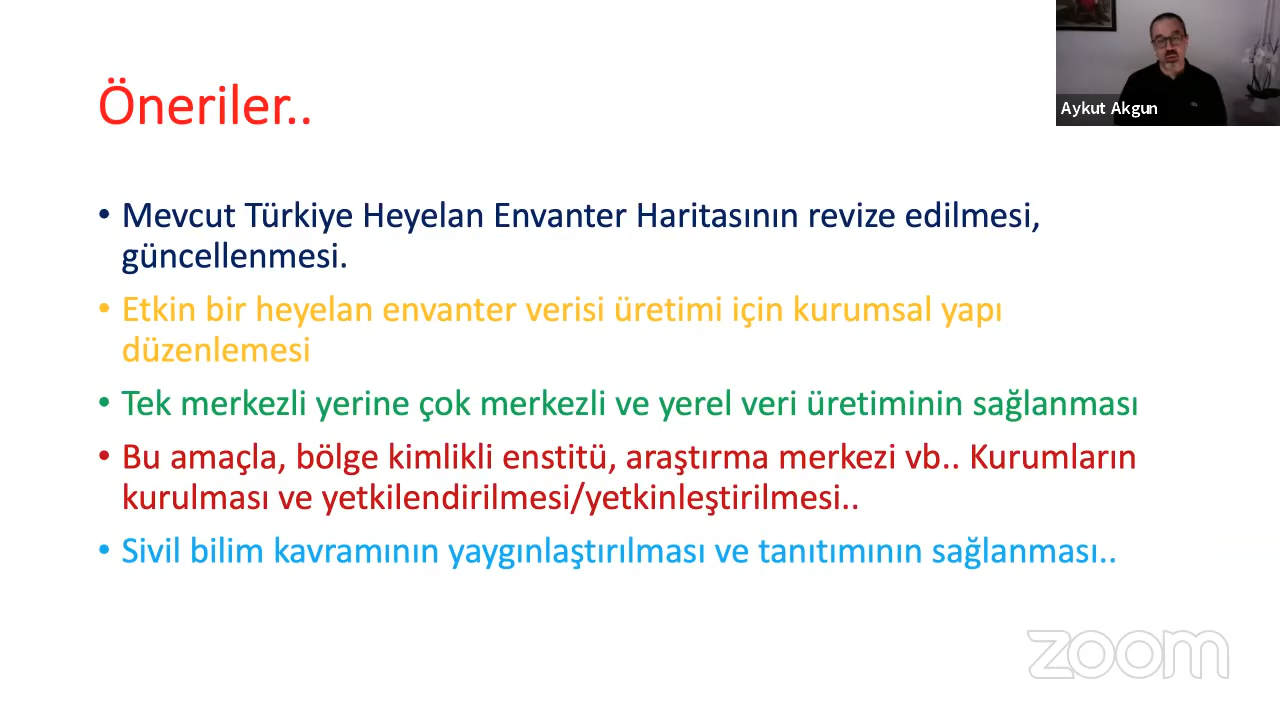 Öneriler..
Aykut Akgun
• Mevcut Türkiye Heyelan Envanter Haritasının revize edilmesi,
güncellenmesi.
• Etkin bir heyelan envanter verisi üretimi için kurumsal yapı
düzenlemesi
• Tek merkezli yerine çok merkezli ve yerel veri üretiminin sağlanması
• Bu amaçla, bölge kimlikli enstitü, araştırma merkezi vb.. Kurumların
kurulması ve yetkilendirilmesi/yetkinleştirilmesi..
• Sivil bilim kavramının yaygınlaştırılması ve tanıtımının sağlanması..
zoom